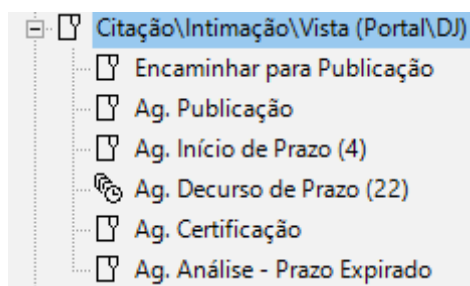 Citação\Intimação\Vista (Portal\DJ)
Encaminhar para Publicação
Ag. Publicação
Ag. Início de Prazo (4)
Ag. Decurso de Prazo (22)
Ag. Certificação
Ag. Análise - Prazo Expirado